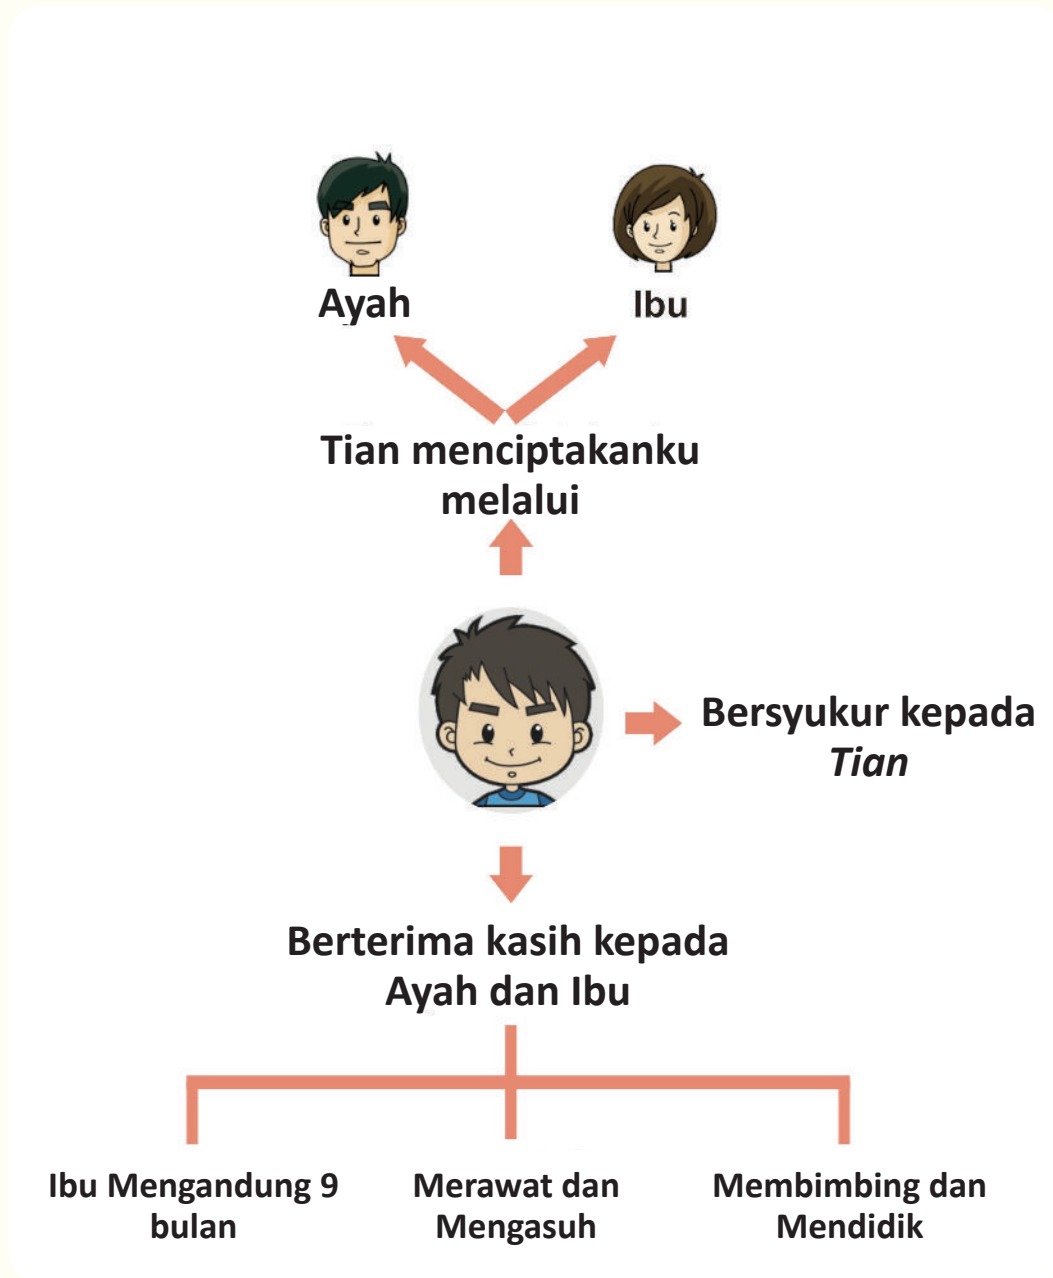 Ayah
Ibu
Tian menciptakanku
melalui
Bersyukur kepada
Tian
Berterima kasih kepada
Ayah dan Ibu
Ibu Mengandung 9
bulan
Merawat dan
Mengasuh
Membimbing dan
Mendidik